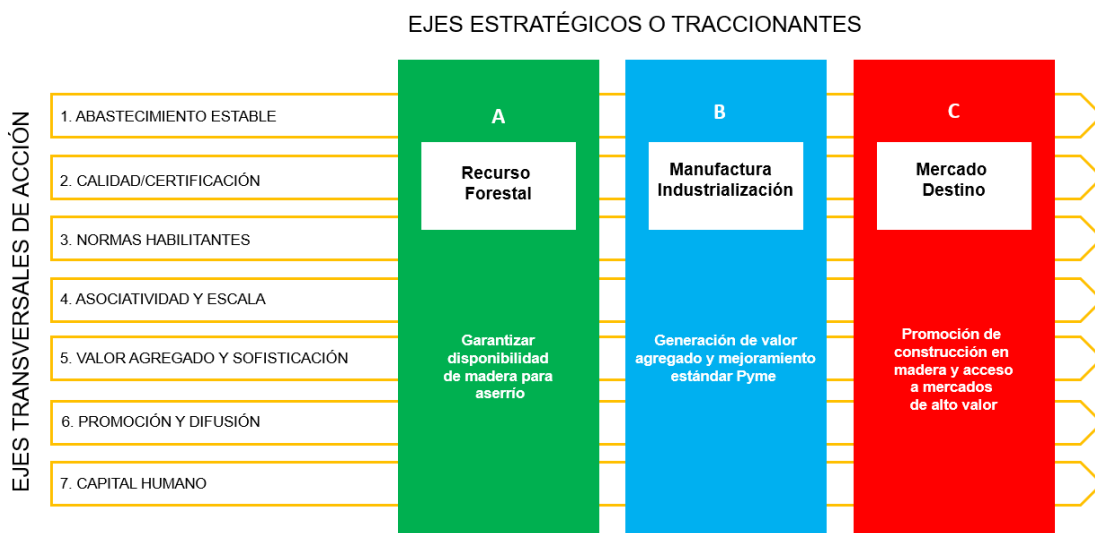 EJES ESTRATÉGICOS O TRACCIONANTES
EJES TRANSVERSALES DE ACCIÓN
1. ABASTECIMIENTO ESTABLE
2. CALIDAD/CERTIFICACIÓN
3. NORMAS HABILITANTES
4. ASOCIATIVIDAD Y ESCALA
5. VALOR AGREGADO Y SOFISTICACIÓN
6. PROMOCIÓN Y DIFUSIÓN
7. CAPITAL HUMANO
A
Recurso
Forestal
Garantizar
disponibilidad
de madera para
aserrío
B
Manufactura
Industrialización
Generación de valor
agregado y mejoramiento
estándar Pyme
C
Mercado
Destino
Promoción de
construcción en
madera y acceso
a mercados
de alto valor